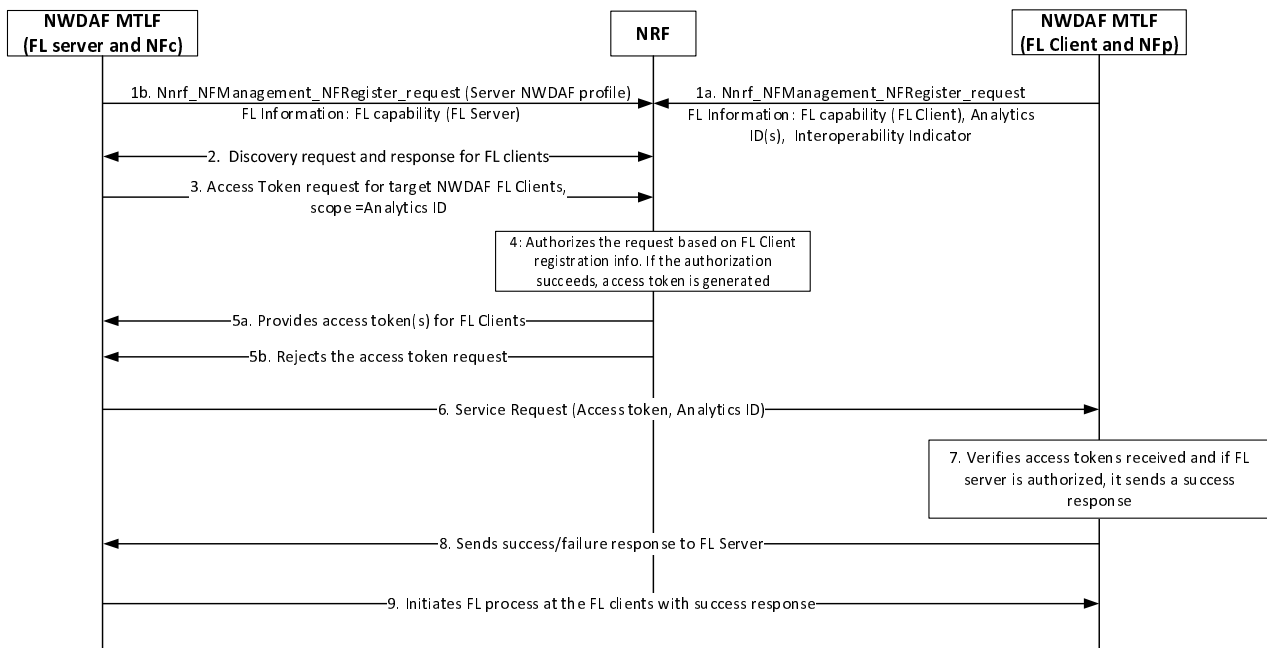 NWDAF MTLF
(FL server and NFc)
NRF
NWDAF MTLF
(FL Client and NFp)
1b. Nnrf_NFManagement_NFRegister_request (Server NWDAF profile)
FL Information: FL capability (FL Server)
1a. Nnrf_NFManagement_NFRegister_request
FL Information: FL capability (FL Client), Analytics
ID(s), Interoperability Indicator
2. Discovery request and response for FL clients
3. Access Token request for target NWDAF FL Clients,
scope =Analytics ID
4: Authorizes the request based on FL Client
registration info. If the authorization
succeeds, access token is generated
5a. Provides access token(s) for FL Clients
5b. Rejects the access token request
6. Service Request (Access token, Analytics ID)
7. Verifies access tokens received and if FL
server is authorized, it sends a success
response
8. Sends success/failure response to FL Server
9. Initiates FL process at the FL clients with success response